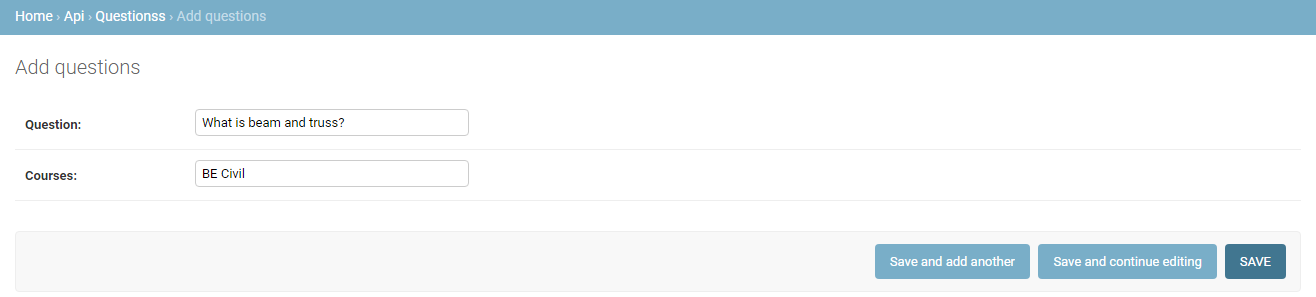 Home › Api › Questionss › Add questions
Add questions
Question: What is beam and truss?
Courses: BE Civil
Save and add another Save and continue editing SAVE